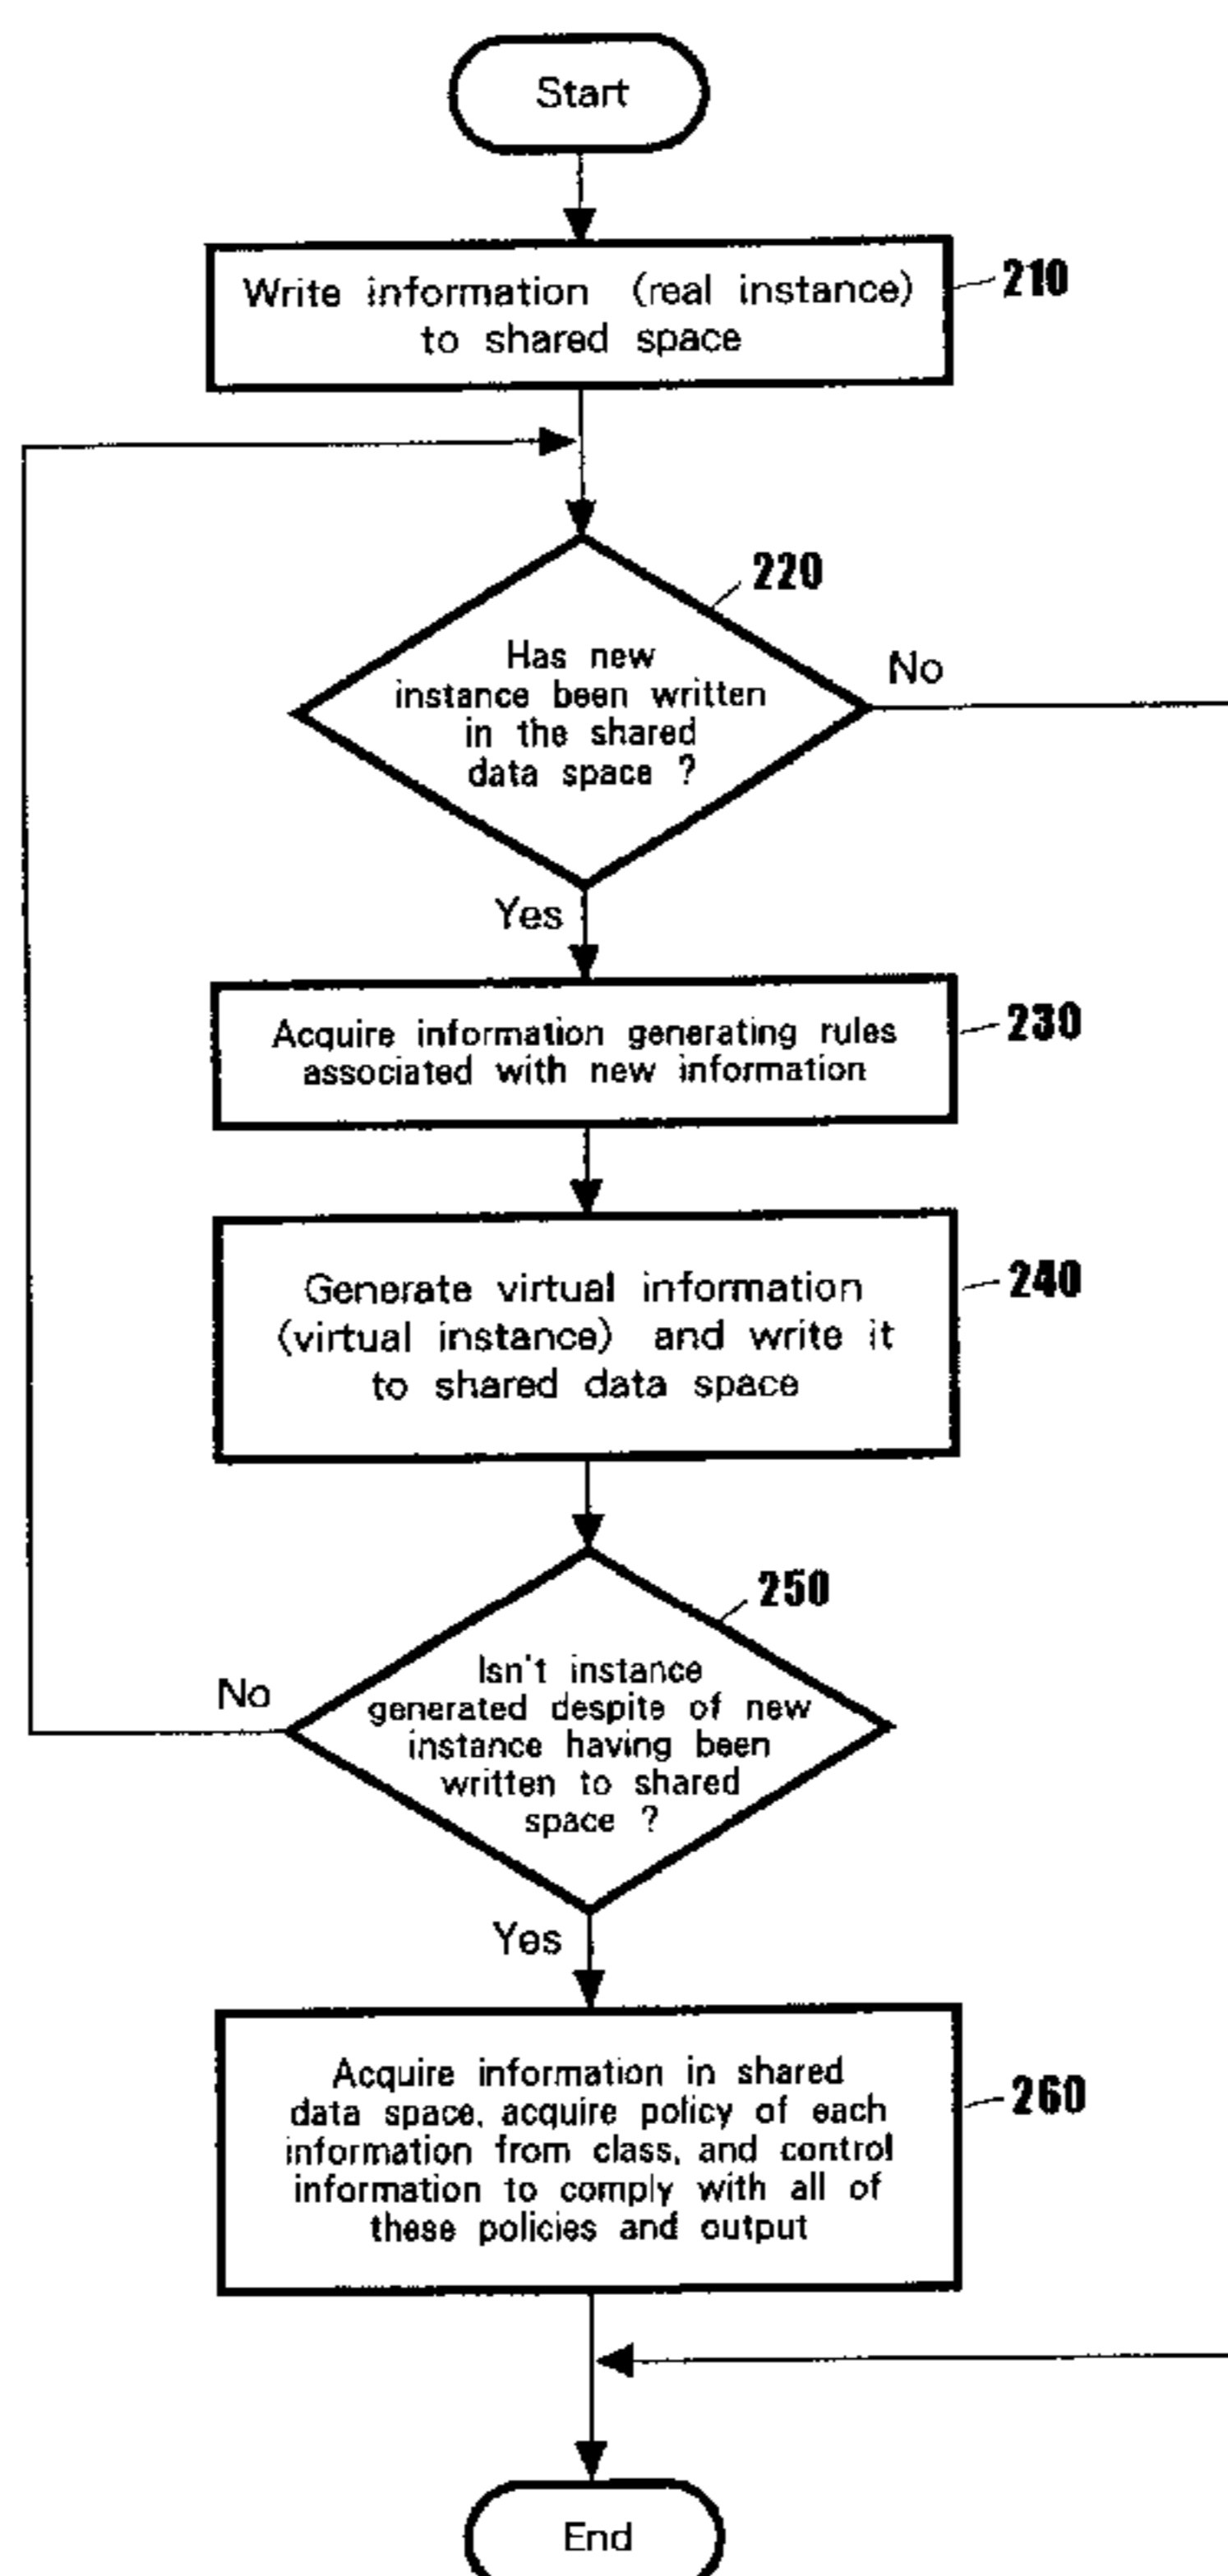 Start
Write information (real instance)
to shared space
210
220
Has new
instance been written
in the shared
data space ?
No
Yes
Acquire information generating rules
associated with new information
230
Generate virtual information
(virtual instance) and write it
to shared data space
240
250
Isn't instance
generated despite of new
instance having been
written to shared
space ?
No
Yes
Acquire information in shared
data space, acquire policy of each
information from class, and control
information to comply with all of
these policies and output
260
End